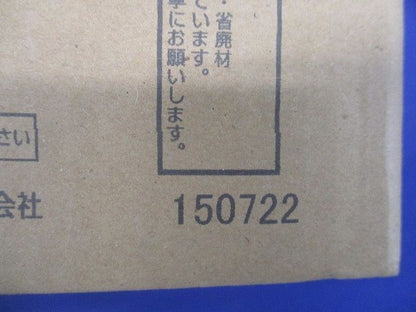 ・省廃材
ています。
寧にお願いします。
さい
会社
150722